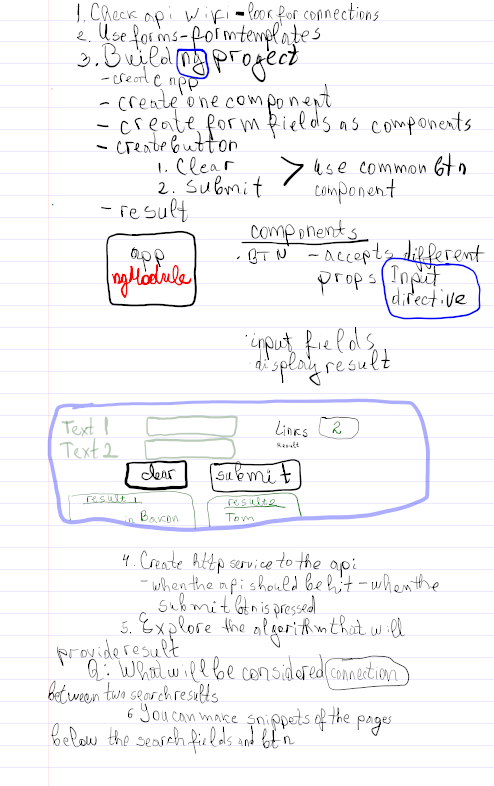 1. Check api wiki - look for connections
2. Use forms - form templates
3. Build ng project
- create app
- create one component
- create form fields as components
- create button
1. Clear
2. Submit > use common btn component
- result
app
ngModule
components
. BTN - accepts different props Input directive
. input fields
. display result
Text 1
Text 2
Links 2
Result
clear submit
result 1 result 2
Bacon Tom
4. Create http service to the api
- when the api should be hit - when the
submit btn is pressed
5. Explore the algorithm that will
provide result
Q: What will be considered connection
between two search results
6 You can make snippets of the pages
below the search fields and btn